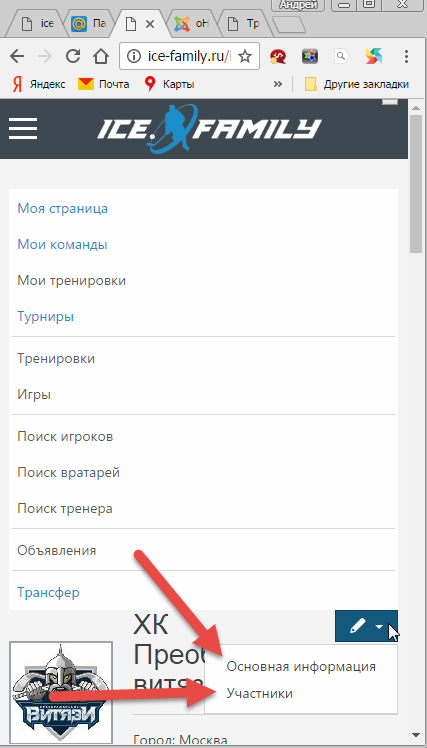 Андрей
ice
Па
оН
Тр
ice-family.ru/
Яндекс Почта Карты » Другие закладки
ICE. FAMILY
Моя страница
Мои команды
Мои тренировки
Турниры
Тренировки
Игры
Поиск игроков
Поиск вратарей
Поиск тренера
Объявления
Трансфер
ХК
Преоб
витяз
Основная информация
Участники
ВИТЯЗИ
Город: Москва